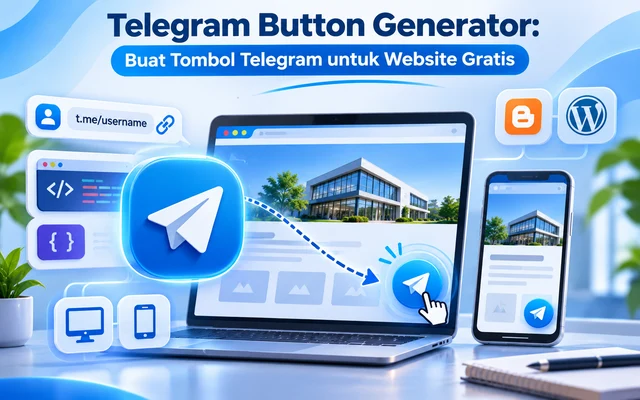 Telegram Button Generator:
Buat Tombol Telegram untuk Website Gratis
t.me/username
</>
{ }